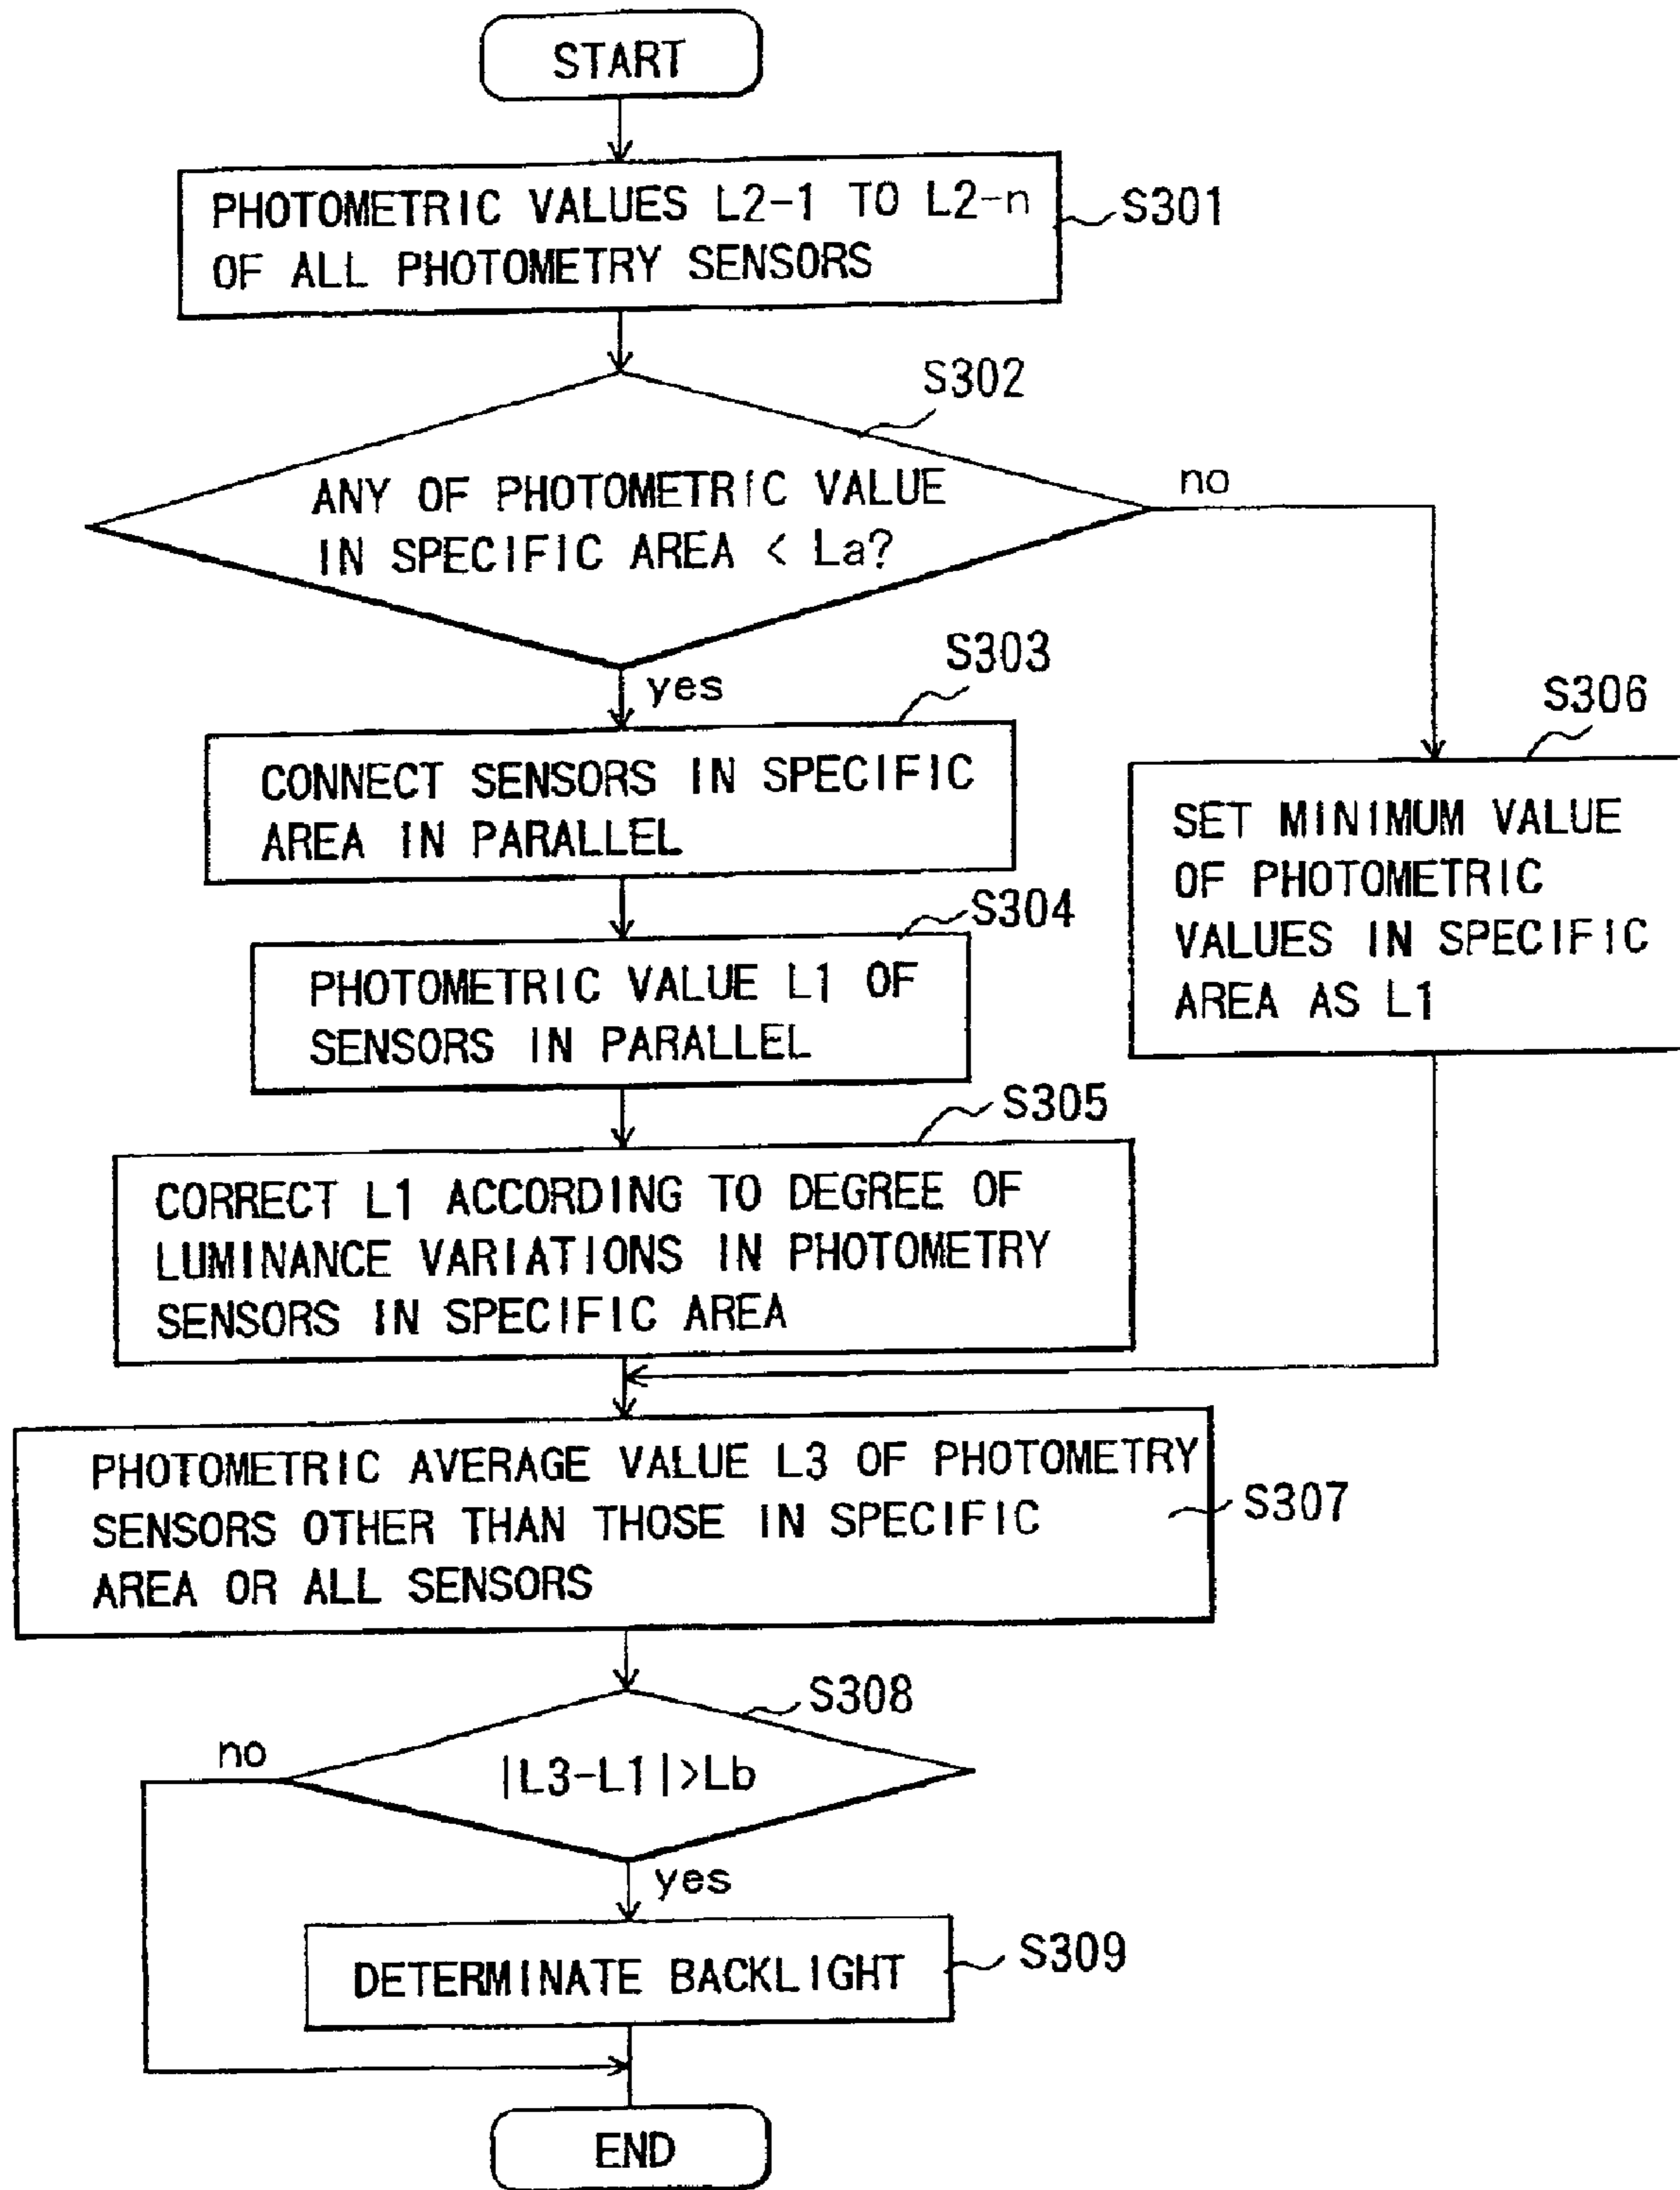 START
PHOTOMETRIC VALUES L2-1 TO L2-n
OF ALL PHOTOMETRY SENSORS
S301
S302
ANY OF PHOTOMETRIC VALUE
IN SPECIFIC AREA < La?
no
yes
S303
CONNECT SENSORS IN SPECIFIC
AREA IN PARALLEL
S306
SET MINIMUM VALUE
OF PHOTOMETRIC
VALUES IN SPECIFIC
AREA AS L1
S304
PHOTOMETRIC VALUE L1 OF
SENSORS IN PARALLEL
S305
CORRECT L1 ACCORDING TO DEGREE OF
LUMINANCE VARIATIONS IN PHOTOMETRY
SENSORS IN SPECIFIC AREA
PHOTOMETRIC AVERAGE VALUE L3 OF PHOTOMETRY
SENSORS OTHER THAN THOSE IN SPECIFIC
AREA OR ALL SENSORS
S307
S308
no
|L3-L1|>Lb
yes
DETERMINATE BACKLIGHT
S309
END